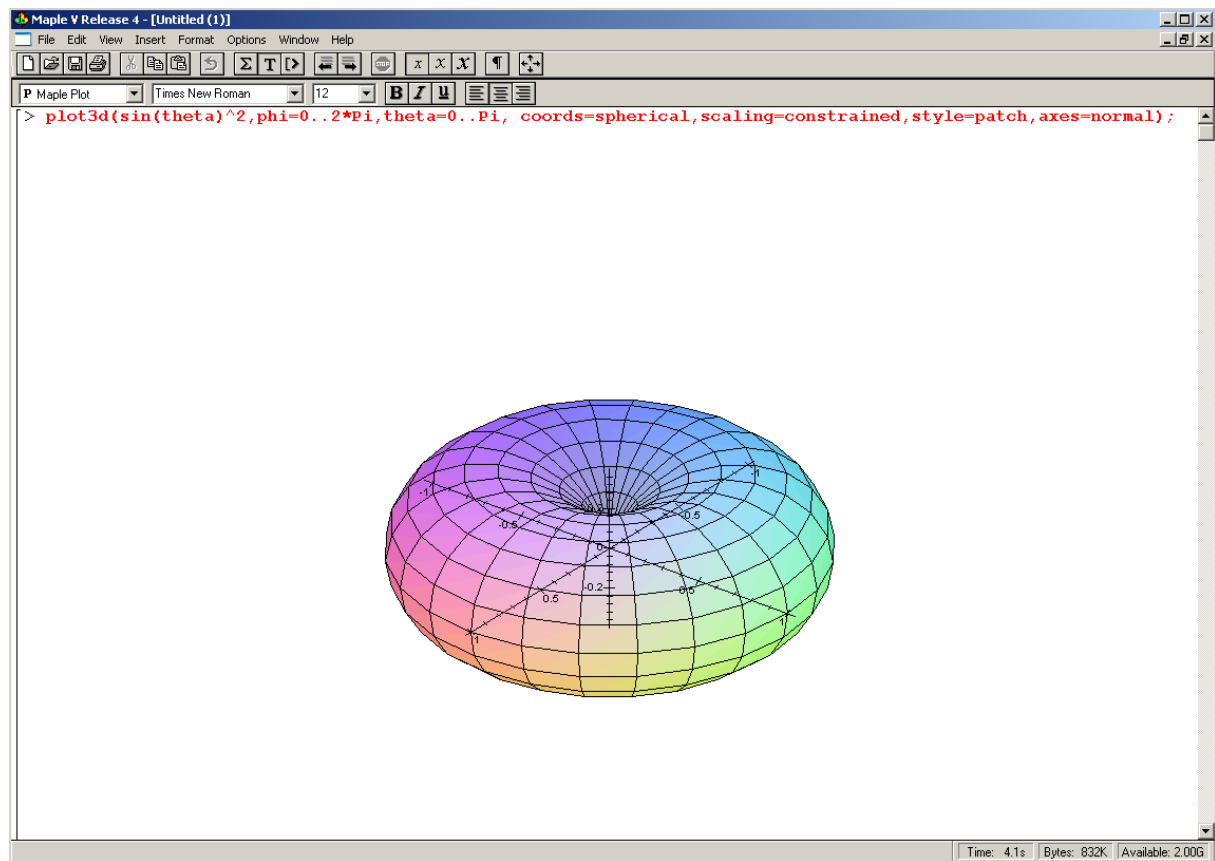 Maple V Release 4 - [Untitled (1)]
File Edit View Insert Format Options Window Help
Σ T [> STOP x x x ¶
P Maple Plot Times New Roman 12 B I u
[> plot3d(sin(theta)^2,phi=0..2*Pi,theta=0..Pi, coords=spherical,scaling=constrained,style=patch,axes=normal);
-1 -1
-0.5 -0.5
0
-0.2
0.5 0.5
1 1
Time: 4.1s Bytes: 832K Available: 2.00G